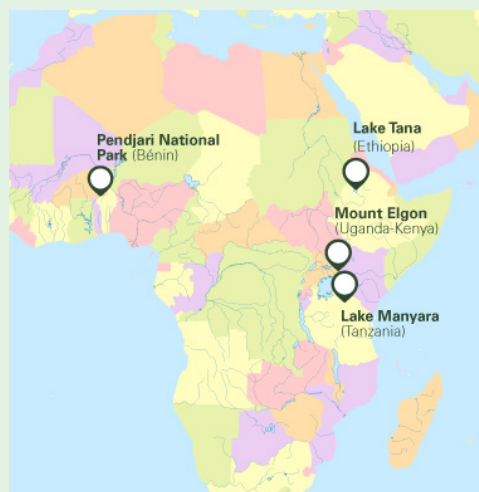 Pendjari National
Park (Bénin)
Lake Tana
(Ethiopia)
Mount Elgon
(Uganda-Kenya)
Lake Manyara
(Tanzania)